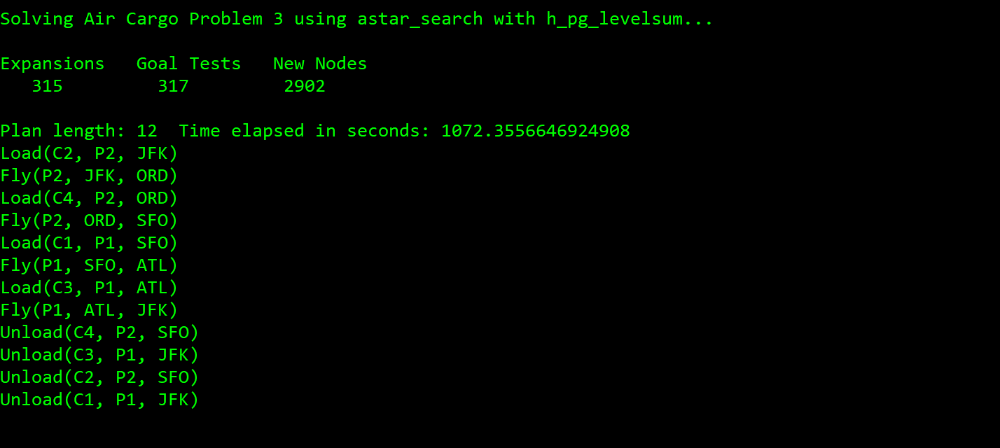 Solving Air Cargo Problem 3 using astar_search with h_pg_levelsum...
Expansions   Goal Tests   New Nodes
   315         317         2902
Plan length: 12  Time elapsed in seconds: 1072.3556646924908
Load(C2, P2, JFK)
Fly(P2, JFK, ORD)
Load(C4, P2, ORD)
Fly(P2, ORD, SFO)
Load(C1, P1, SFO)
Fly(P1, SFO, ATL)
Load(C3, P1, ATL)
Fly(P1, ATL, JFK)
Unload(C4, P2, SFO)
Unload(C3, P1, JFK)
Unload(C2, P2, SFO)
Unload(C1, P1, JFK)